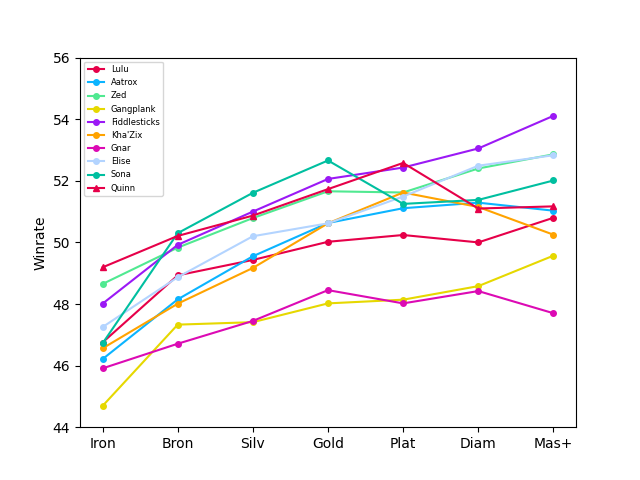 56
54
52
50
48
46
44
Winrate
Lulu
Aatrox
Zed
Gangplank
Fiddlesticks
Kha'Zix
Gnar
Elise
Sona
Quinn
Iron Bron Silv Gold Plat Diam Mas+